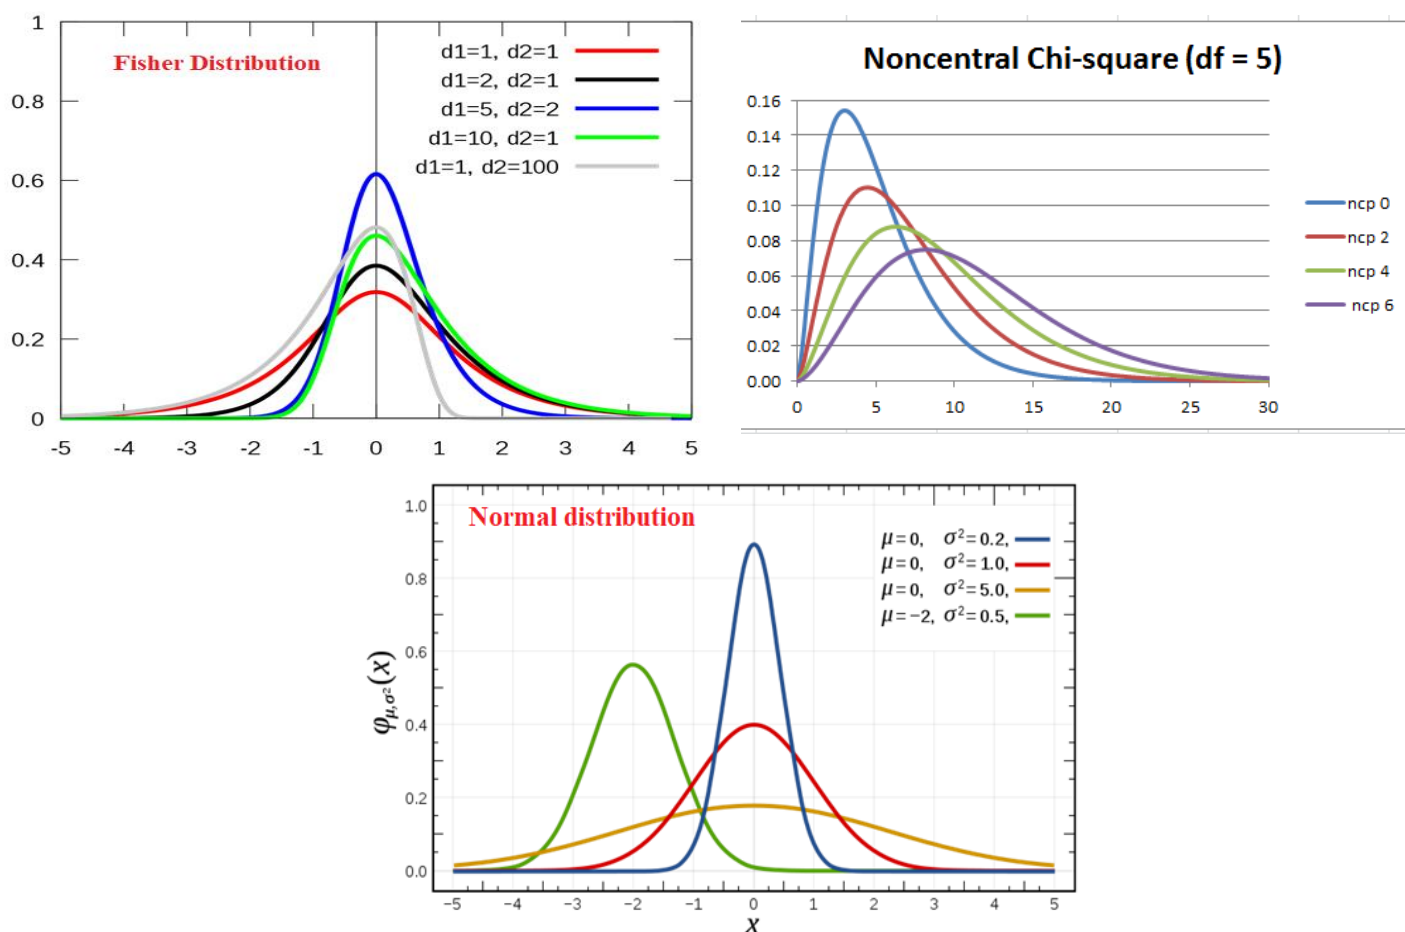 Fisher Distribution
d1=1, d2=1
d1=2, d2=1
d1=5, d2=2
d1=10, d2=1
d1=1, d2=100
1
0.8
0.6
0.4
0.2
0
-5 -4 -3 -2 -1 0 1 2 3 4 5
Noncentral Chi-square (df = 5)
0.16
0.14
0.12
0.10
0.08
0.06
0.04
0.02
0.00
0 5 10 15 20 25 30
ncp 0
ncp 2
ncp 4
ncp 6
Normal distribution
μ=0, σ²=0.2,
μ=0, σ²=1.0,
μ=0, σ²=5.0,
μ=−2, σ²=0.5,
φμ,σ²(x)
1.0
0.8
0.6
0.4
0.2
0.0
−5 −4 −3 −2 −1 0 1 2 3 4 5
x